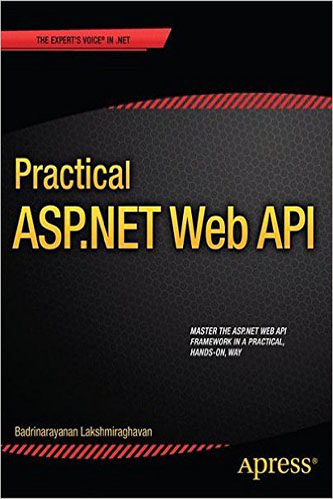 THE EXPERT'S VOICE® IN .NET
Practical
ASP.NET Web API
MASTER THE ASP.NET WEB API
FRAMEWORK IN A PRACTICAL,
HANDS-ON, WAY
Badrinarayanan Lakshmiraghavan
Apress®